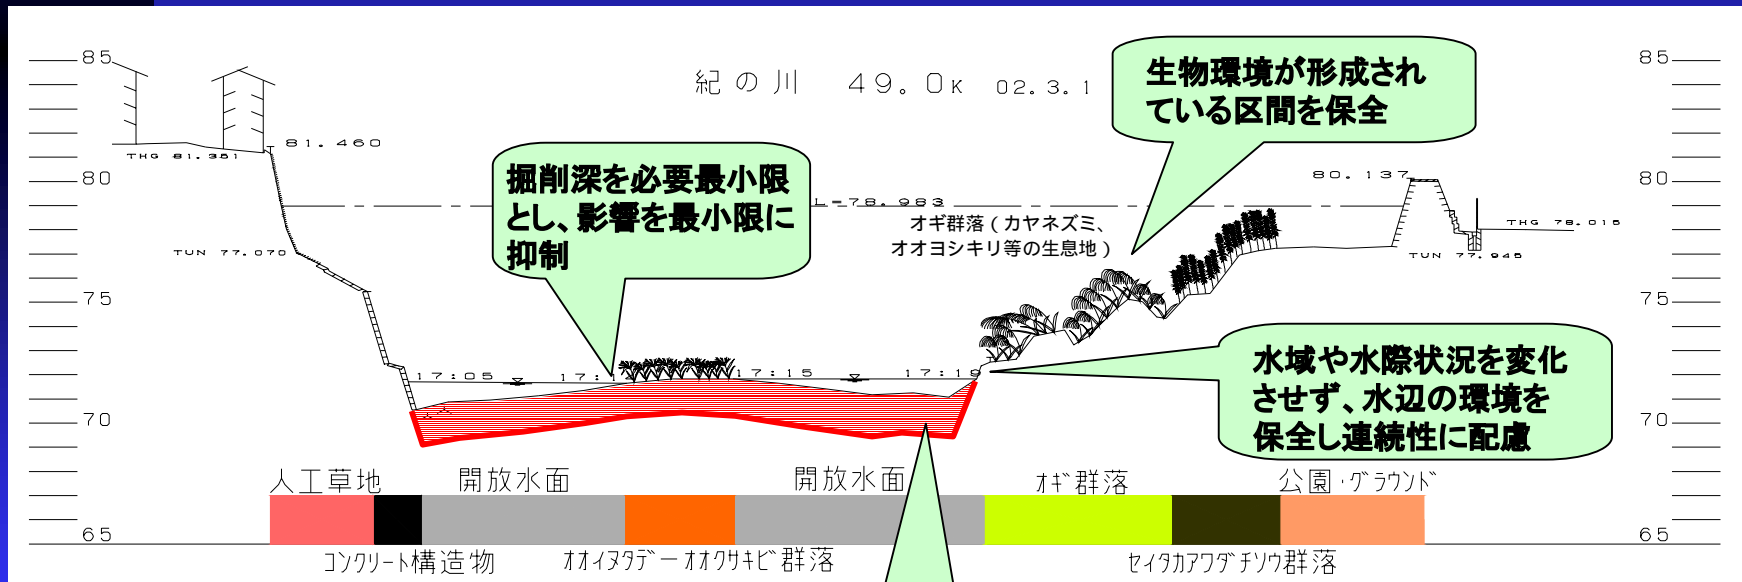 紀の川 49.0K 02.3.1
85
85
生物環境が形成され
ている区間を保全
81.460
THG 81.351
掘削深を必要最小限
とし、影響を最小限に
抑制
80
80.137
80
L=78.983
オギ群落（カヤネズミ、
オオヨシキリ等の生息地）
THG 78.015
TUN 77.070
TUN 77.945
75
75
水域や水際状況を変化
させず、水辺の環境を
保全し連続性に配慮
17:05
17:1
17:15
17:19
70
70
人工草地
開放水面
開放水面
オギ群落
公園・グラウンド
65
65
コンクリート構造物
オオイヌタデーオオクサキビ群落
セイタカアワダチソウ群落